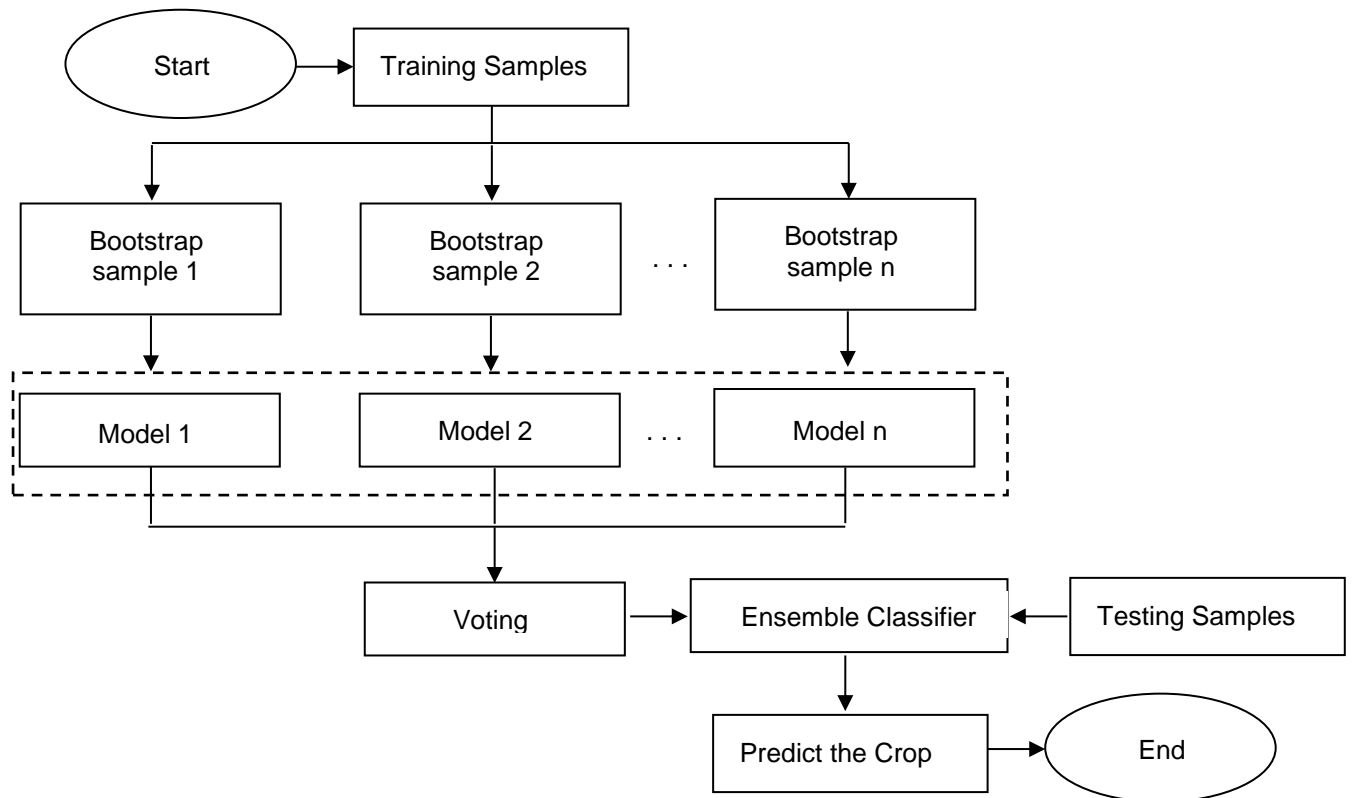 Start
Training Samples
Bootstrap
sample 1
Bootstrap
sample 2
. . .
Bootstrap
sample n
Model 1
Model 2
. . .
Model n
Voting
Ensemble Classifier
Testing Samples
Predict the Crop
End